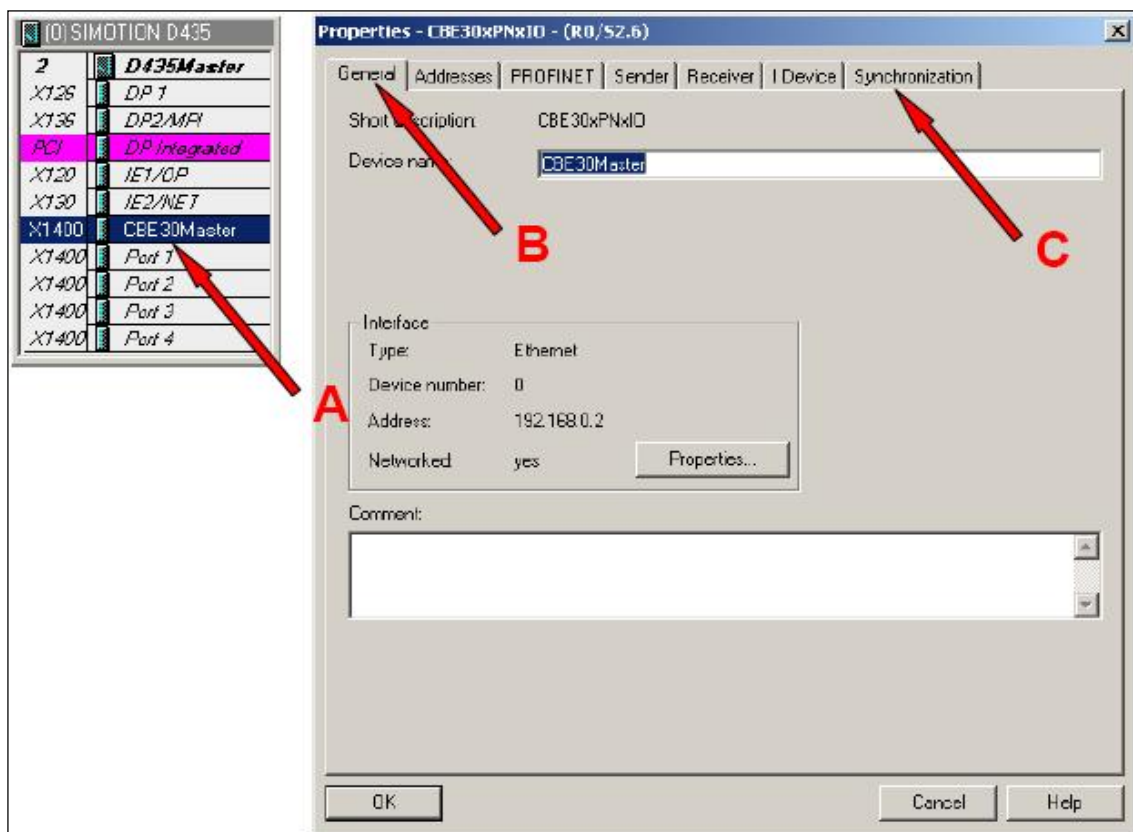 (0) SIMOTION D435
2 D435Master
X126 DP 1
X136 DP2/MPI
PCI DP Integrated
X120 IE1/OP
X130 IE2/NET
X1400 CBE30Master
X1400 Port 1
X1400 Port 2
X1400 Port 3
X1400 Port 4
A
Properties - CBE30xPNxIO - (R0/S2.6)
General Addresses PROFINET Sender Receiver I Device Synchronization
Short description: CBE30xPNxIO
Device name: CBE30Master
B
C
Interface
Type: Ethernet
Device number: 0
Address: 192.168.0.2
Networked: yes Properties...
Comment:
OK Cancel Help